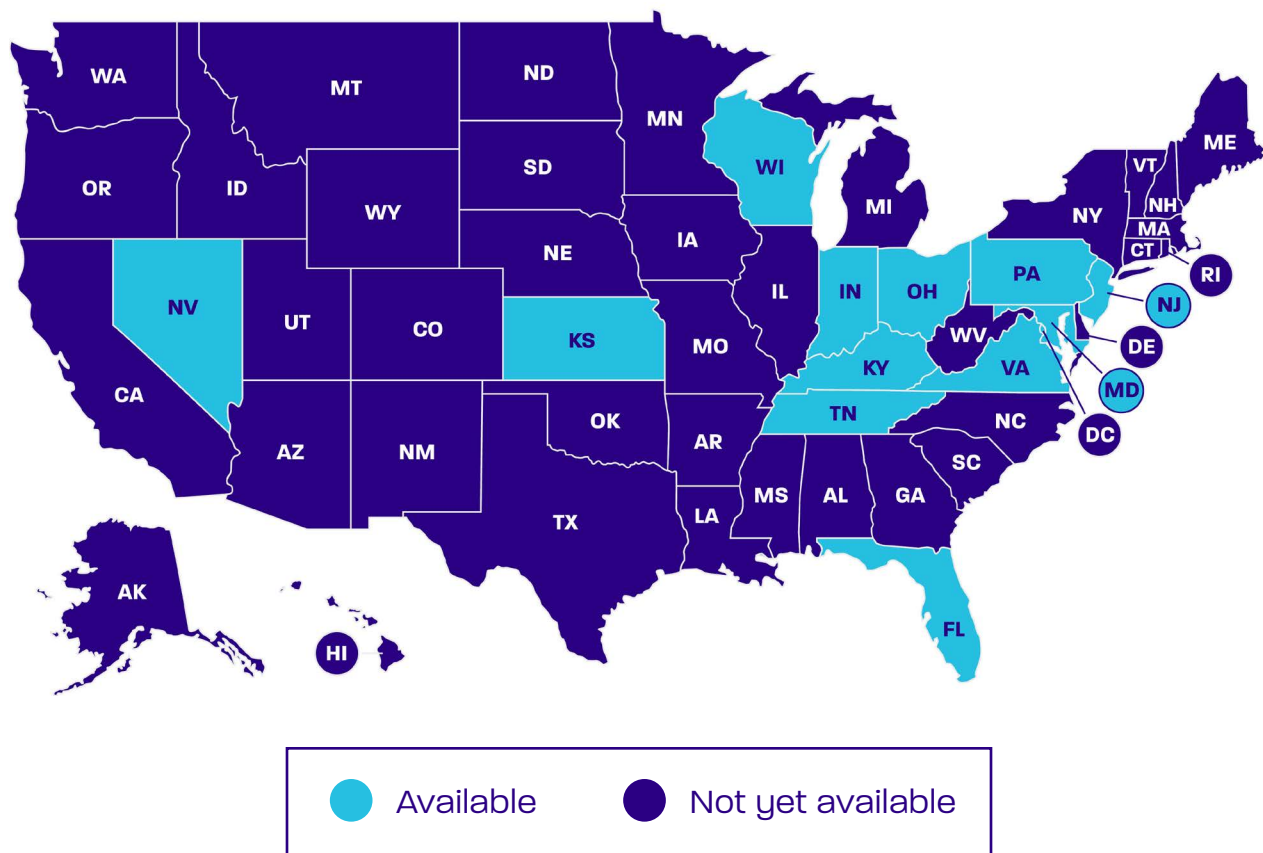 WA
MT
ND
MN
OR
ID
WY
SD
WI
MI
ME
VT
NH
NY
MA
CT
RI
NV
UT
CO
NE
IA
IL
IN
OH
PA
NJ
CA
KS
MO
KY
WV
VA
DE
MD
DC
AZ
NM
OK
AR
TN
NC
SC
TX
LA
MS
AL
GA
FL
AK
HI
Available
Not yet available